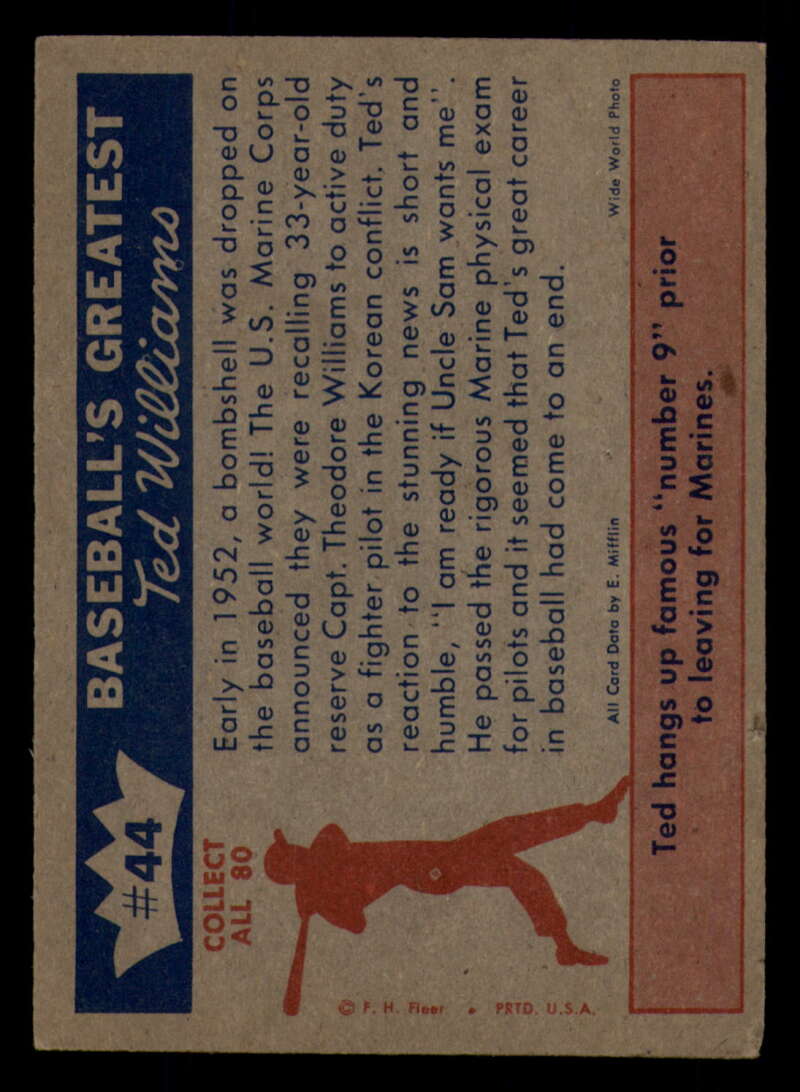 #44
BASEBALL'S GREATEST
Ted Williams
COLLECT
ALL 80
Early in 1952, a bombshell was dropped on
the baseball world! The U.S. Marine Corps
announced they were recalling 33-year-old
reserve Capt. Theodore Williams to active duty
as a fighter pilot in the Korean conflict. Ted's
reaction to the stunning news is short and
humble, "I am ready if Uncle Sam wants me".
He passed the rigorous Marine physical exam
for pilots and it seemed that Ted's great career
in baseball had come to an end.
© F. H. Fleer • PRTD. U.S.A.
All Card Data by E. Mifflin Wide World Photo
Ted hangs up famous "number 9" prior
to leaving for Marines.